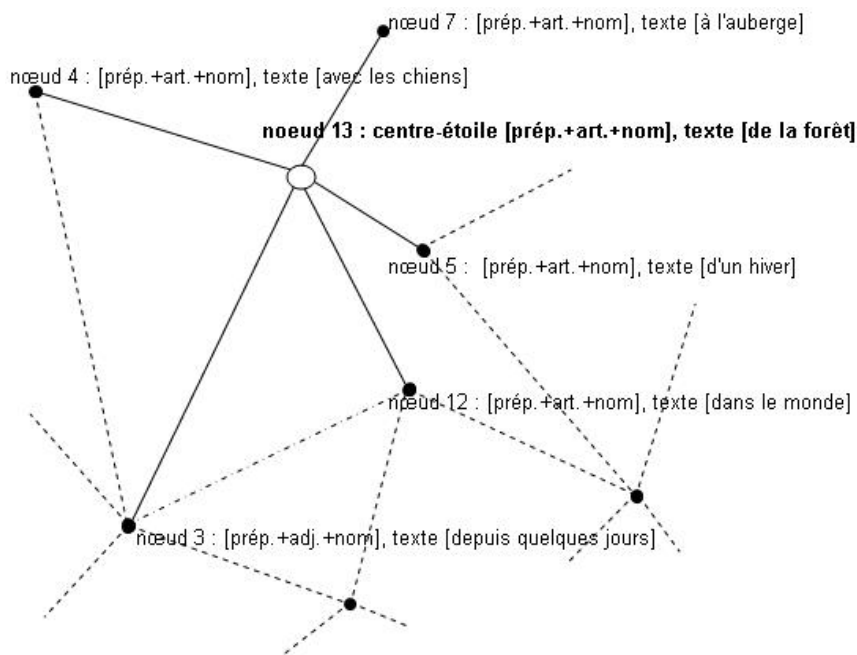 nœud 7 : [prép.+art.+nom], texte [à l'auberge]
nœud 4 : [prép.+art.+nom], texte [avec les chiens]
noeud 13 : centre-étoile [prép.+art.+nom], texte [de la forêt]
nœud 5 : [prép.+art.+nom], texte [d'un hiver]
nœud 12 : [prép.+art.+nom], texte [dans le monde]
nœud 3 : [prép.+adj.+nom], texte [depuis quelques jours]